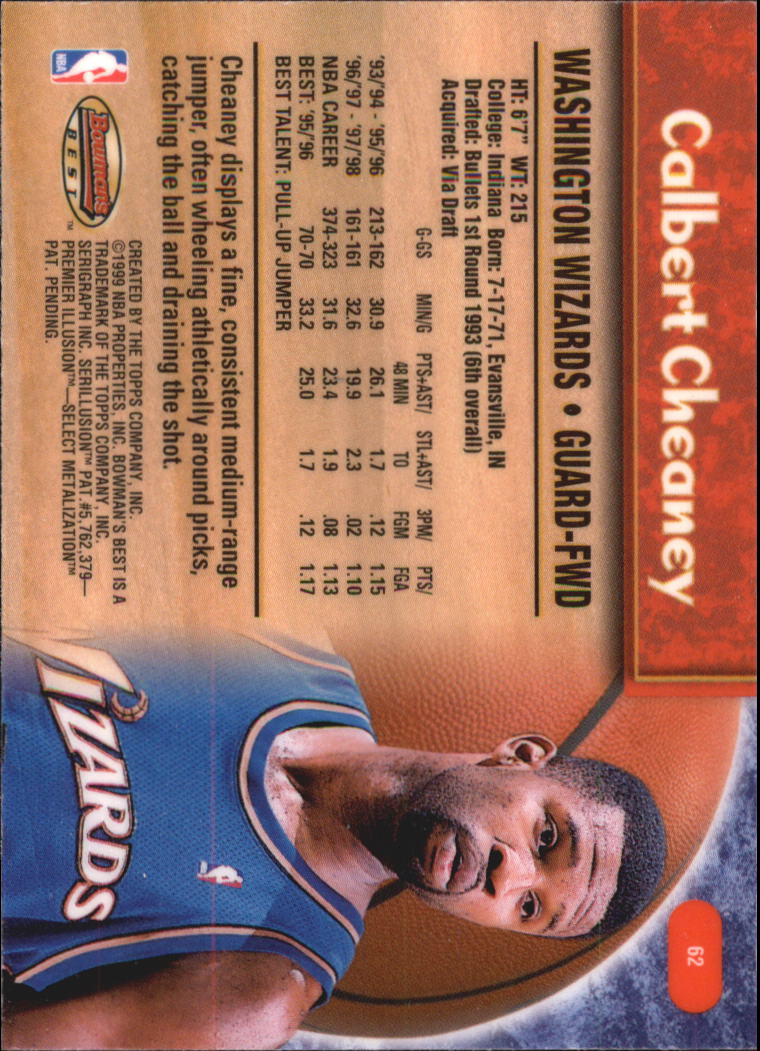 Calbert Cheaney
62
WASHINGTON WIZARDS • GUARD-FWD
HT: 6'7" WT: 215
College: Indiana Born: 7-17-71, Evansville, IN
Drafted: Bullets 1st Round 1993 (6th overall)
Acquired: Via Draft
G-GS MIN/G PTS+AST/ 48 MIN STL+AST/ TO 3PM/ FGM PTS/ FGA
'93/'94 - '95/'96 213-162 30.9 26.1 1.7 .12 1.15
'96/'97 - '97/'98 161-161 32.6 19.9 2.3 .02 1.10
NBA CAREER 374-323 31.6 23.4 1.9 .08 1.13
BEST: '95/'96 70-70 33.2 25.0 1.7 .12 1.17
BEST TALENT: PULL-UP JUMPER
Cheaney displays a fine, consistent medium-range
jumper, often wheeling athletically around picks,
catching the ball and draining the shot.
NBA
Bowman's
BEST™
CREATED BY THE TOPPS COMPANY, INC.
©1999 NBA PROPERTIES, INC. BOWMAN'S BEST IS A
TRADEMARK OF THE TOPPS COMPANY, INC.
SERIGRAPH INC. SERILLUSION™ PAT #5,762,379—
PREMIER ILLUSION™—SELECT METALIZATION™
PAT. PENDING.
WIZARDS